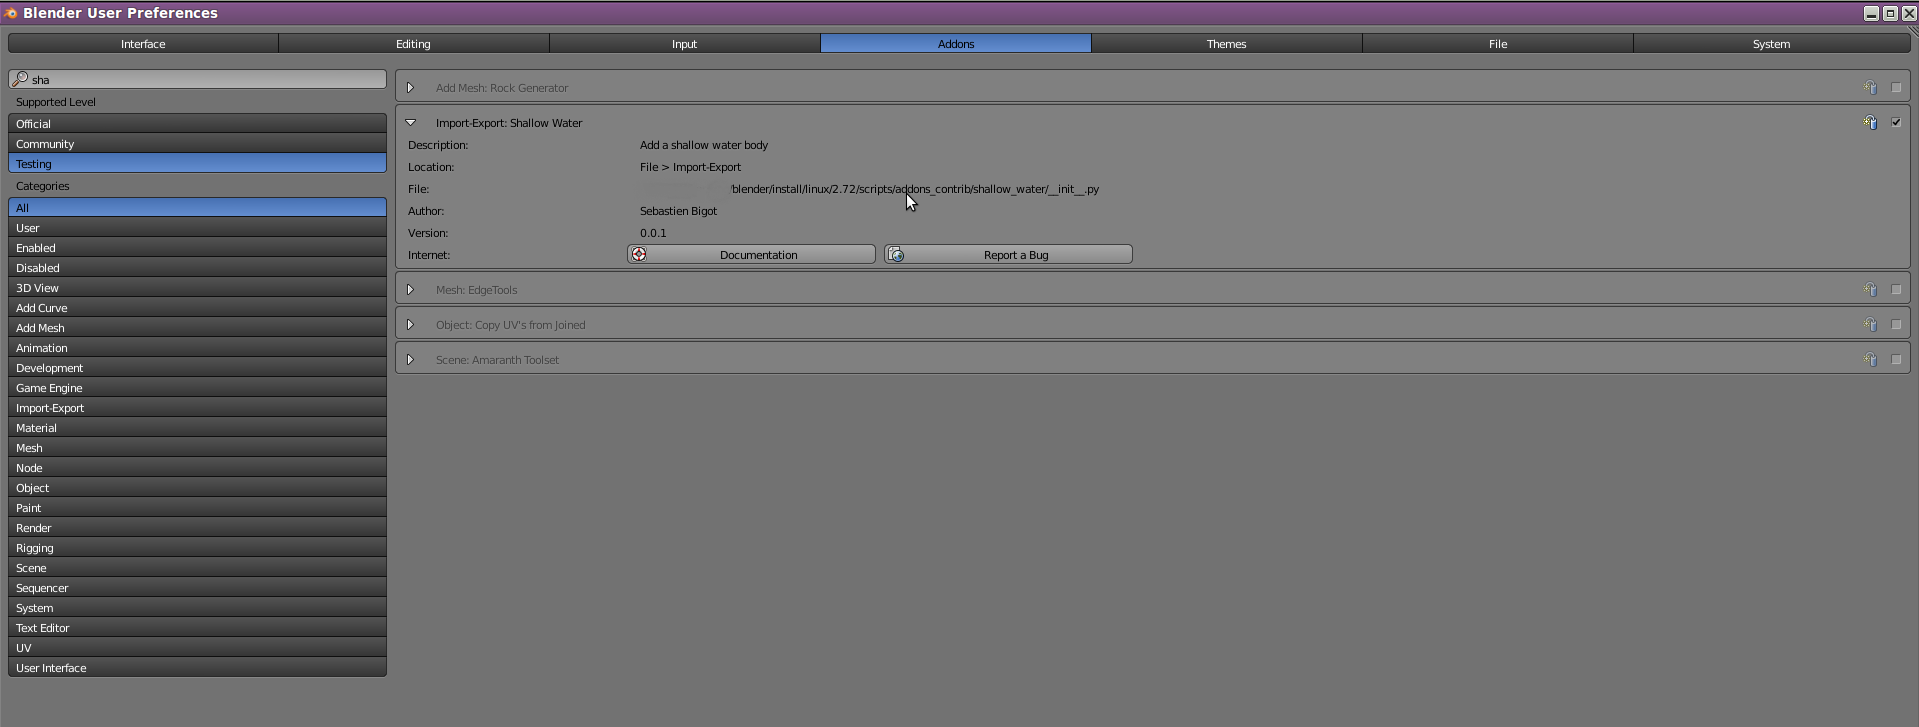 Blender User Preferences
Interface Editing Input Addons Themes File System
sha
Supported Level
Official
Community
Testing
Categories
All
User
Enabled
Disabled
3D View
Add Curve
Add Mesh
Animation
Development
Game Engine
Import-Export
Material
Mesh
Node
Object
Paint
Render
Rigging
Scene
Sequencer
System
Text Editor
UV
User Interface
Add Mesh: Rock Generator
Import-Export: Shallow Water
Description: Add a shallow water body
Location: File > Import-Export
File: /blender/install/linux/2.72/scripts/addons_contrib/shallow_water/__init__.py
Author: Sebastien Bigot
Version: 0.0.1
Internet: Documentation Report a Bug
Mesh: EdgeTools
Object: Copy UV's from Joined
Scene: Amaranth Toolset